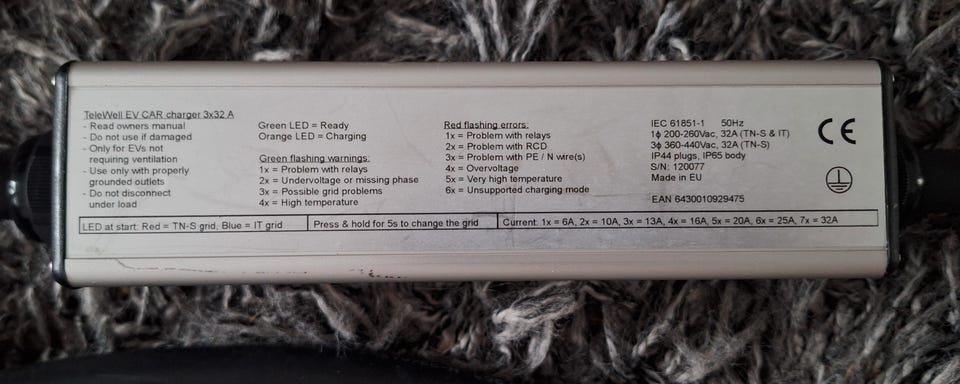 TeleWell EV CAR charger 3x32 A
- Read owners manual
- Do not use if damaged
- Only for EVs not
requiring ventilation
- Use only with properly
grounded outlets
- Do not disconnect
under load
Green LED = Ready
Orange LED = Charging
Green flashing warnings:
1x = Problem with relays
2x = Undervoltage or missing phase
3x = Possible grid problems
4x = High temperature
Red flashing errors:
1x = Problem with relays
2x = Problem with RCD
3x = Problem with PE / N wire(s)
4x = Overvoltage
5x = Very high temperature
6x = Unsupported charging mode
IEC 61851-1 50Hz
1ϕ 200-260Vac, 32A (TN-S & IT)
3ϕ 360-440Vac, 32A (TN-S)
IP44 plugs, IP65 body
S/N: 120077
Made in EU
EAN 6430010929475
CE
LED at start: Red = TN-S grid, Blue = IT grid
Press & hold for 5s to change the grid
Current: 1x = 6A, 2x = 10A, 3x = 13A, 4x = 16A, 5x = 20A, 6x = 25A, 7x = 32A